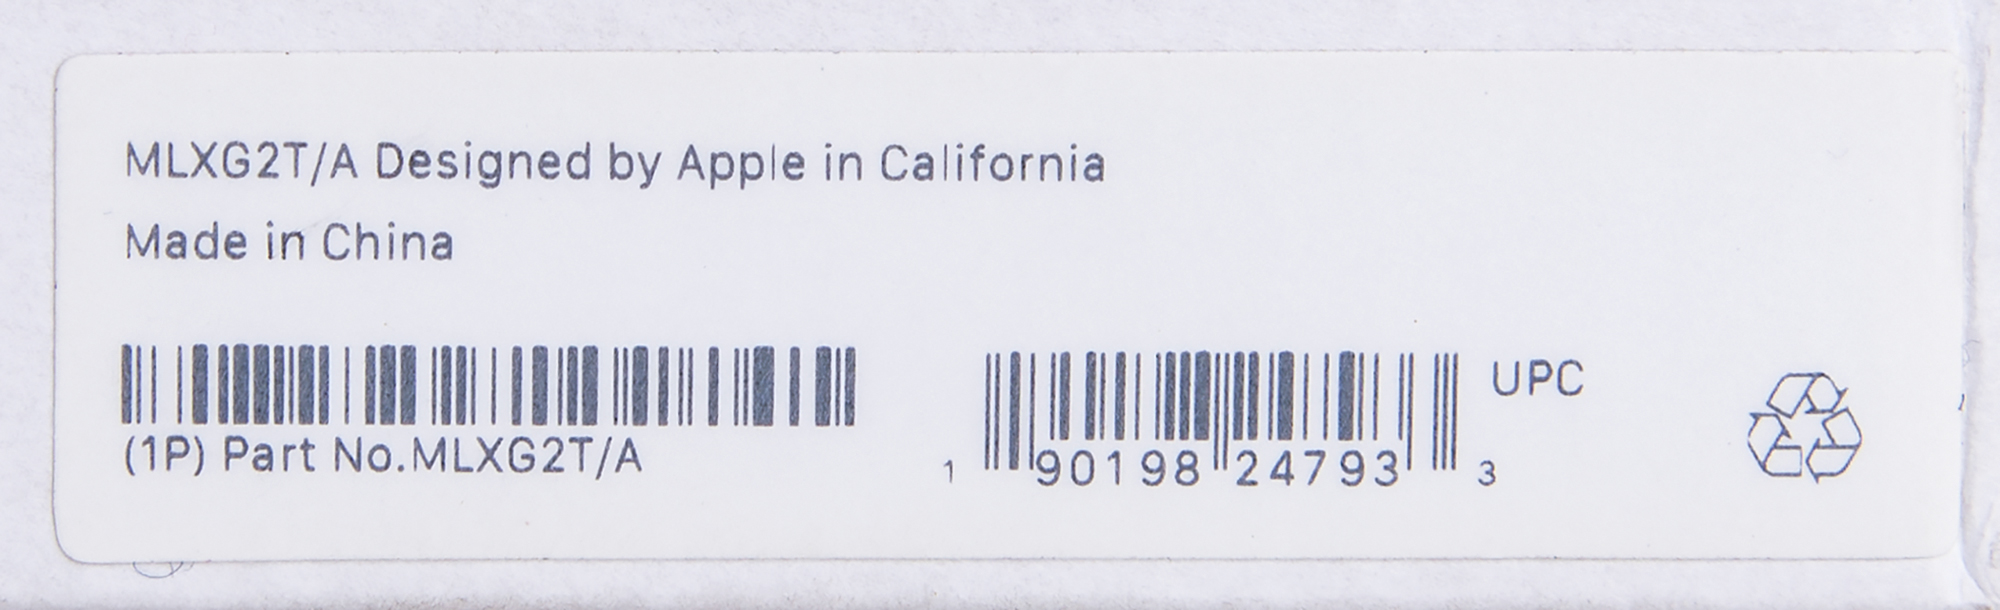 MLXG2T/A Designed by Apple in California
Made in China
(1P) Part No.MLXG2T/A
UPC
1 90198 24793 3